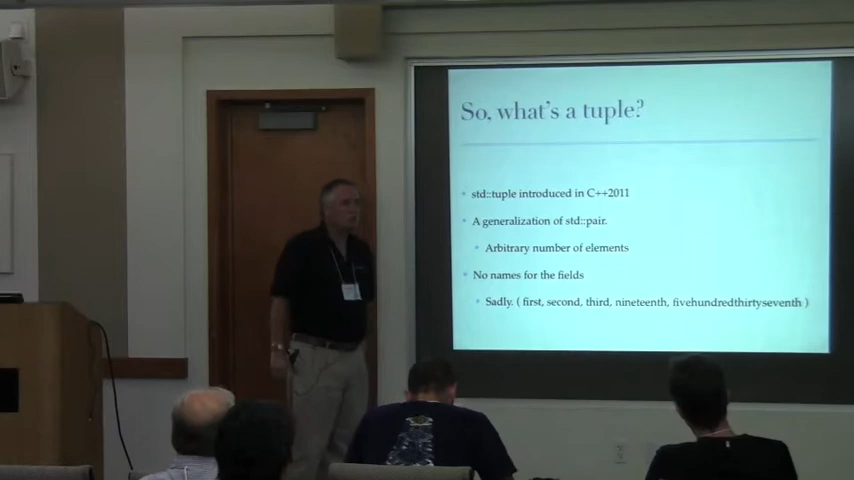 So, what's a tuple?
std::tuple introduced in C++2011
A generalization of std::pair.
Arbitrary number of elements
No names for the fields
Sadly. ( first, second, third, nineteenth, fivehundredthirtyseventh )